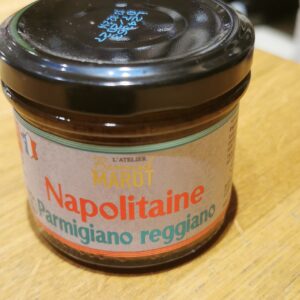 L'ATELIER
MAROT
Napolitaine
Parmigiano reggiano